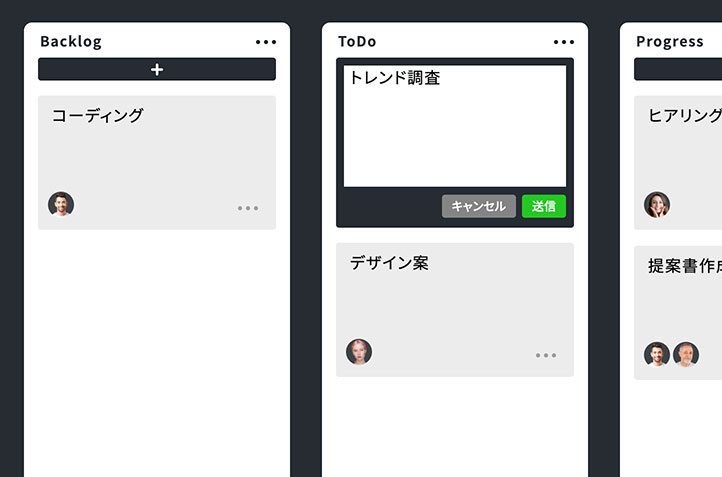 Backlog
コーディング
ToDo
トレンド調査
キャンセル 送信
デザイン案
Progress
ヒアリング
提案書作